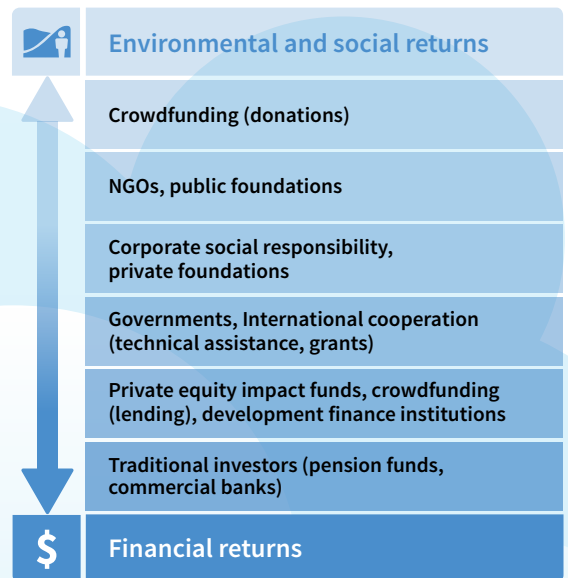 Environmental and social returns
Crowdfunding (donations)
NGOs, public foundations
Corporate social responsibility,
private foundations
Governments, International cooperation
(technical assistance, grants)
Private equity impact funds, crowdfunding
(lending), development finance institutions
Traditional investors (pension funds,
commercial banks)
$ Financial returns